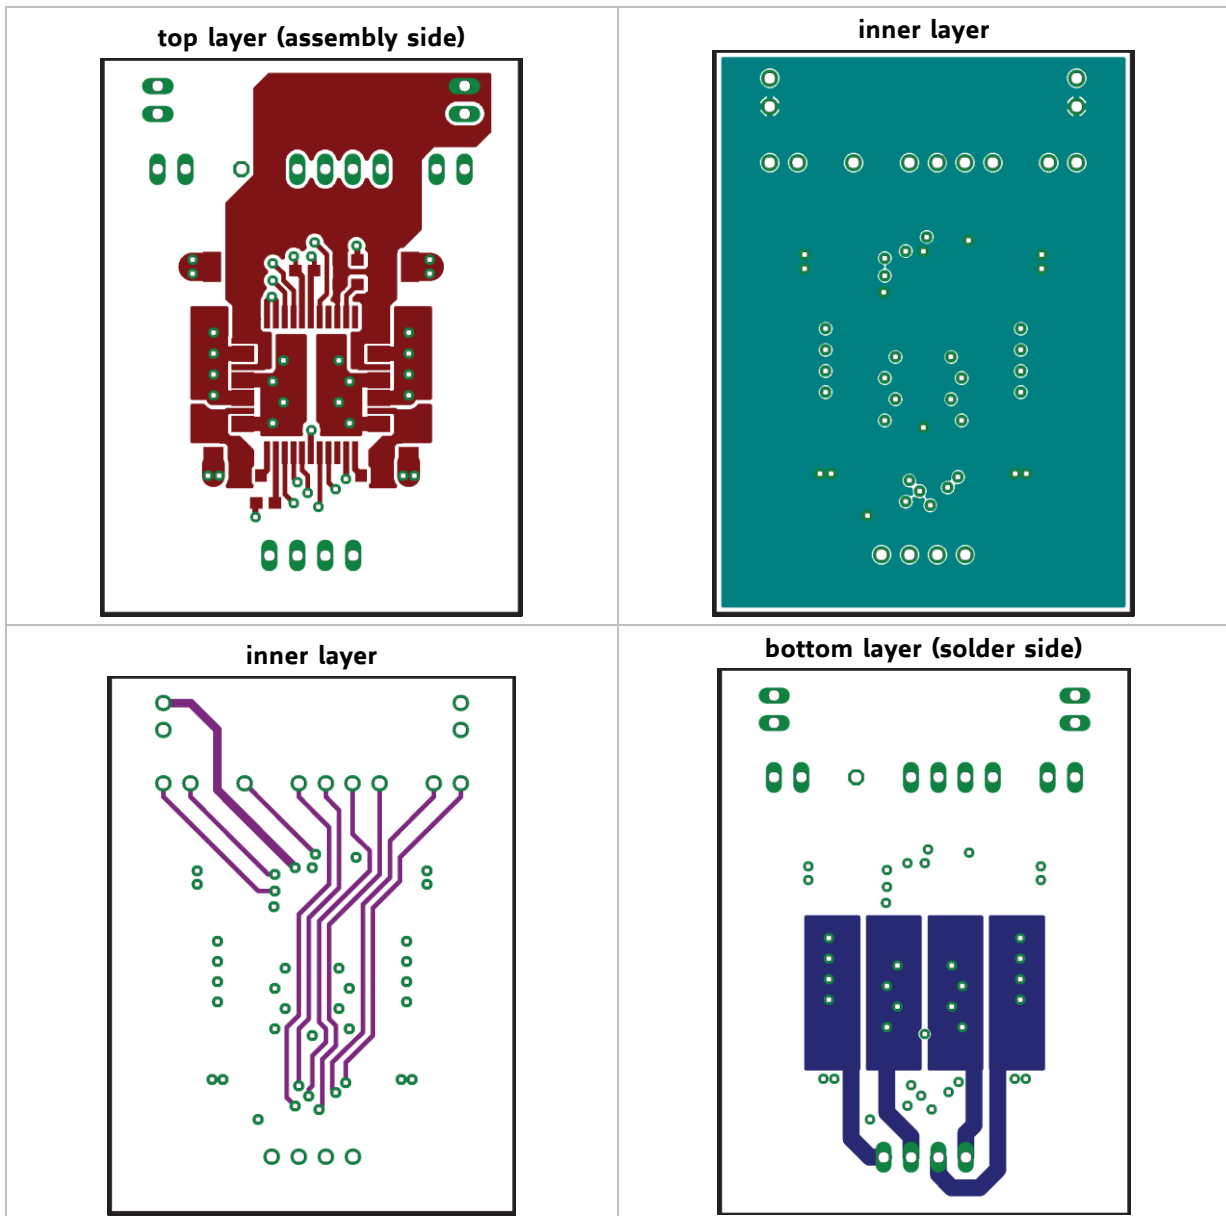 top layer (assembly side)
inner layer
inner layer
bottom layer (solder side)